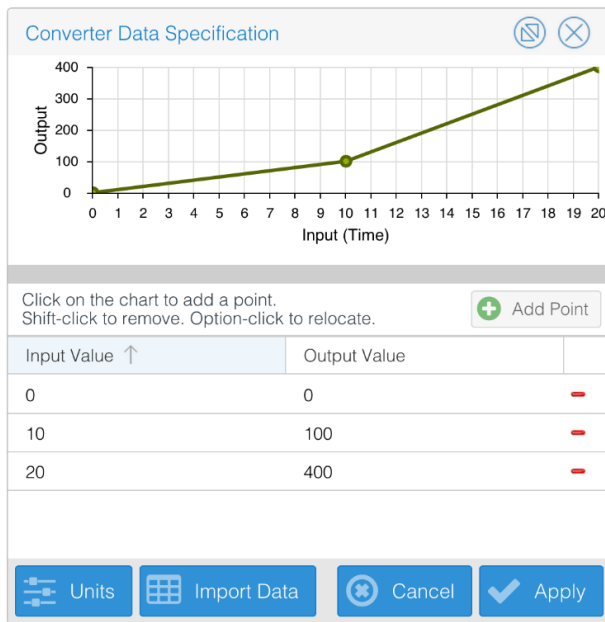 Converter Data Specification
400
300
200
100
0
Output
0 1 2 3 4 5 6 7 8 9 10 11 12 13 14 15 16 17 18 19 20
Input (Time)
Click on the chart to add a point.
Shift-click to remove. Option-click to relocate.
Add Point
Input Value ↑ Output Value
0 0
10 100
20 400
Units Import Data Cancel Apply